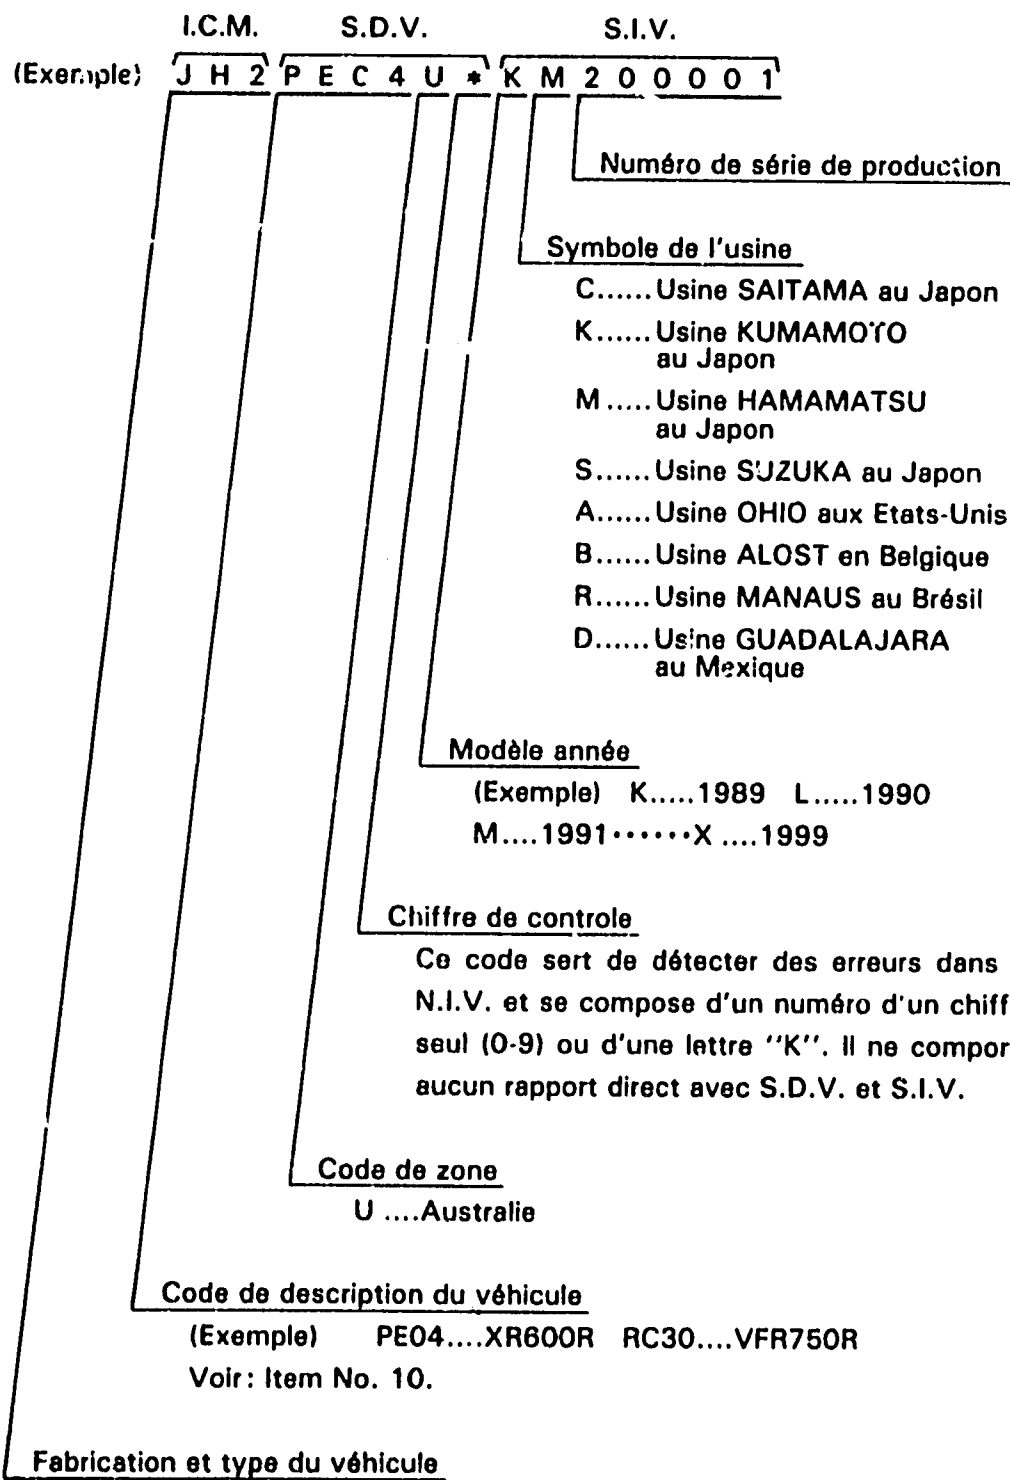 I.C.M. S.D.V. S.I.V.
(Exemple) J H 2 P E C 4 U * K M 2 0 0 0 0 1
Numéro de série de production
Symbole de l'usine
C......Usine SAITAMA au Japon
K......Usine KUMAMOTO
au Japon
M .....Usine HAMAMATSU
au Japon
S......Usine SUZUKA au Japon
A......Usine OHIO aux Etats-Unis
B......Usine ALOST en Belgique
R......Usine MANAUS au Brésil
D......Usine GUADALAJARA
au Mexique
Modèle année
(Exemple) K.....1989 L.....1990
M....1991······X ....1999
Chiffre de controle
Ce code sert de détecter des erreurs dans
N.I.V. et se compose d'un numéro d'un chiff
seul (0-9) ou d'une lettre "K". Il ne compor
aucun rapport direct avec S.D.V. et S.I.V.
Code de zone
U ....Australie
Code de description du véhicule
(Exemple) PE04....XR600R RC30....VFR750R
Voir: Item No. 10.
Fabrication et type du véhicule